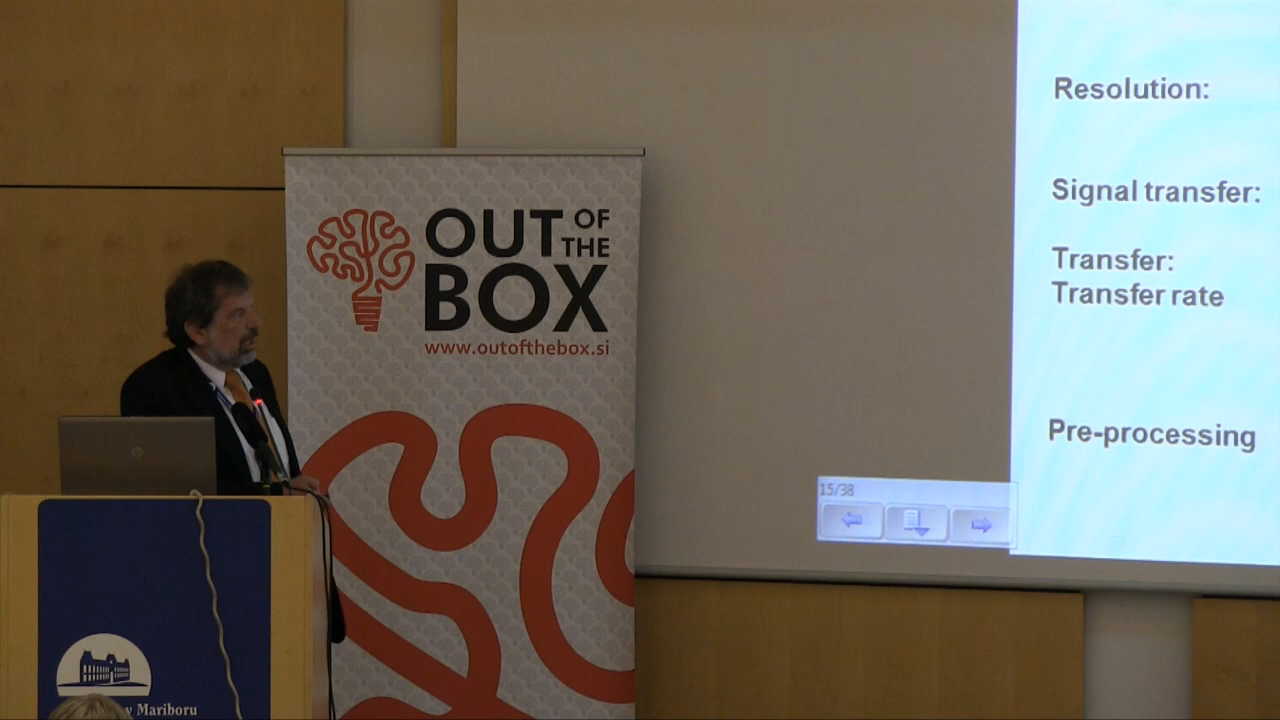 OUT OF THE
BOX
www.outofthebox.si
v Mariboru
Resolution:
Signal transfer:
Transfer:
Transfer rate
Pre-processing
15/38